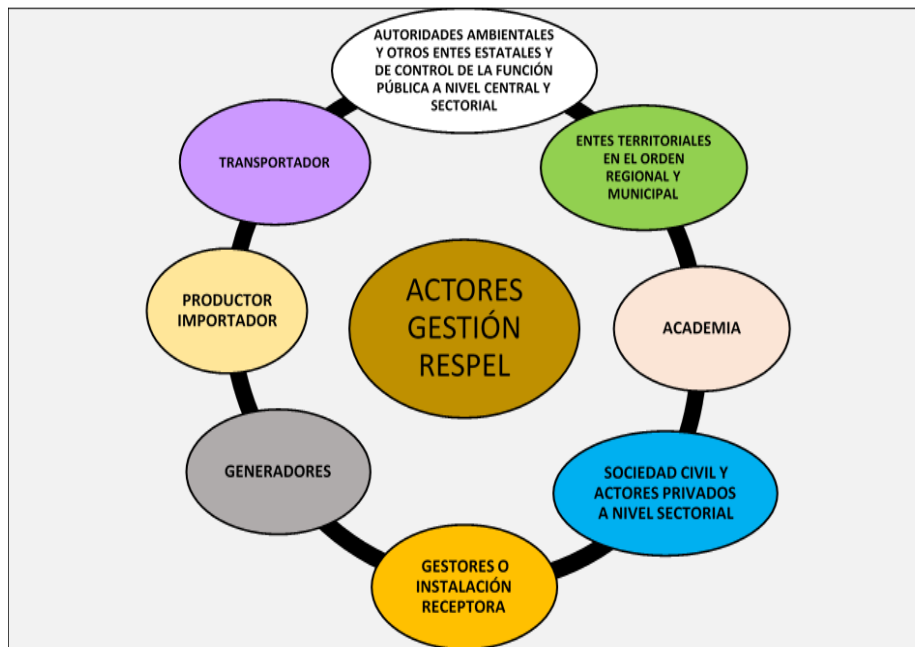 AUTORIDADES AMBIENTALES
Y OTROS ENTES ESTATALES Y
DE CONTROL DE LA FUNCIÓN
PÚBLICA A NIVEL CENTRAL Y
SECTORIAL
ENTES TERRITORIALES
EN EL ORDEN
REGIONAL Y
MUNICIPAL
ACADEMIA
SOCIEDAD CIVIL Y
ACTORES PRIVADOS
A NIVEL SECTORIAL
GESTORES O
INSTALACIÓN
RECEPTORA
GENERADORES
PRODUCTOR
IMPORTADOR
TRANSPORTADOR
ACTORES
GESTIÓN
RESPEL